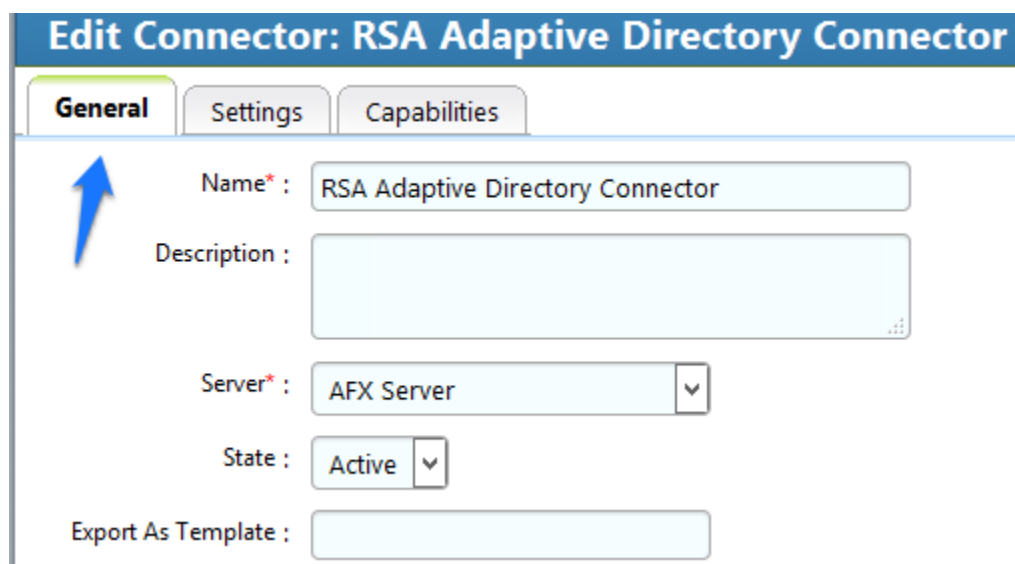 Edit Connector: RSA Adaptive Directory Connector
General Settings Capabilities
Name* : RSA Adaptive Directory Connector
Description :
Server* : AFX Server
State : Active
Export As Template :